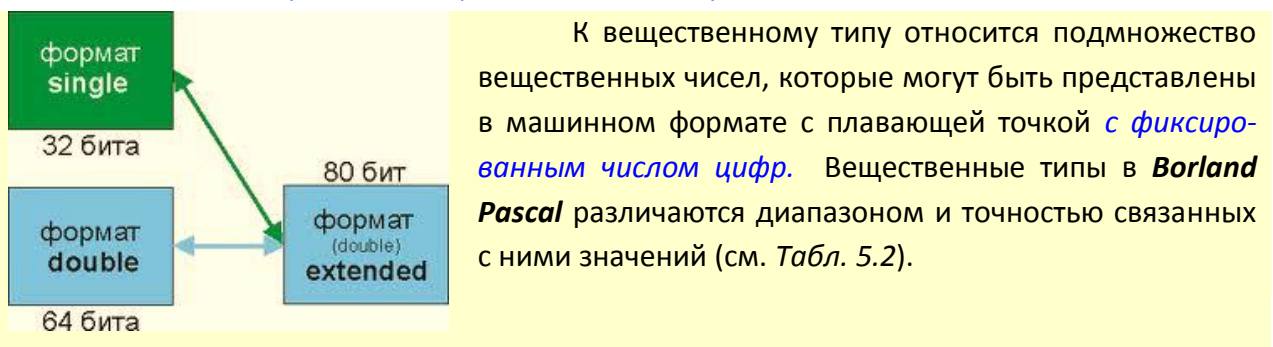 формат
single
32 бита
80 бит
формат
double
64 бита
формат
(double)
extended
К вещественному типу относится подмножество
вещественных чисел, которые могут быть представлены
в машинном формате с плавающей точкой с фиксиро-
ванным числом цифр. Вещественные типы в Borland
Pascal различаются диапазоном и точностью связанных
с ними значений (см. Табл. 5.2).